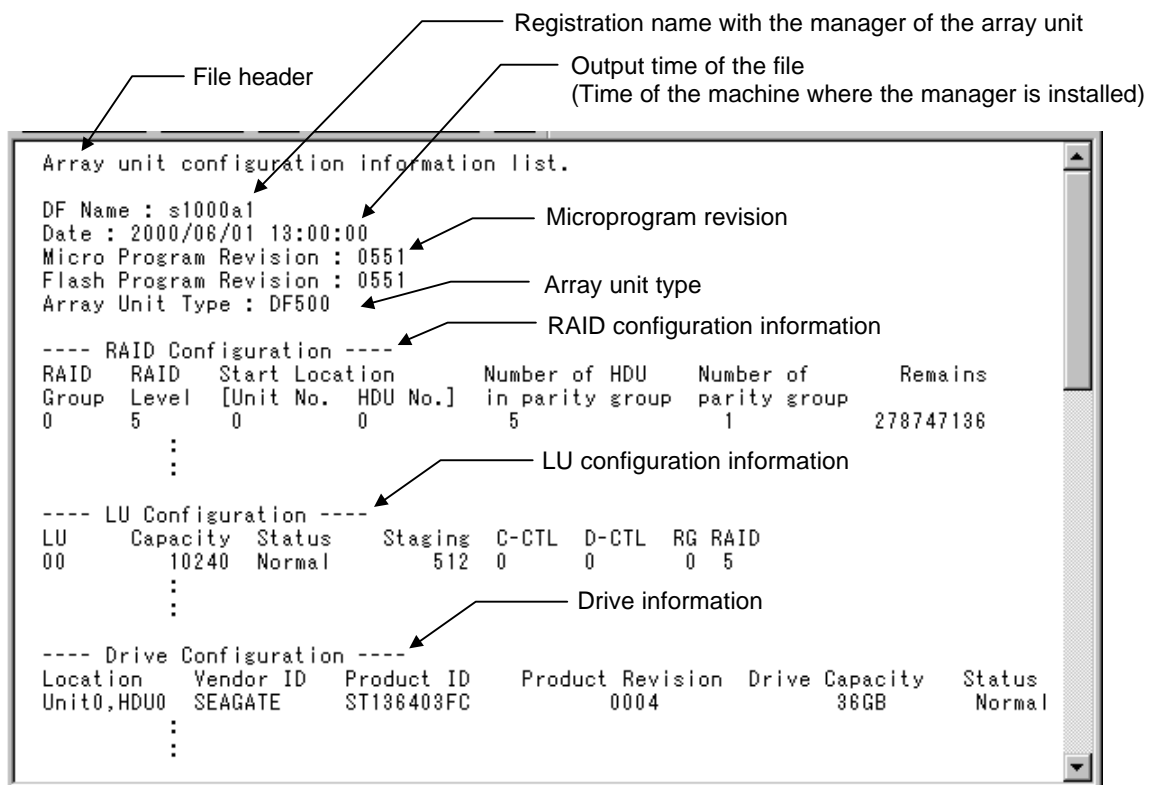 Registration name with the manager of the array unit
File header
Output time of the file
(Time of the machine where the manager is installed)
Array unit configuration information list.
DF Name : s1000a1
Date : 2000/06/01 13:00:00
Microprogram revision
Micro Program Revision : 0551
Flash Program Revision : 0551
Array unit type
Array Unit Type : DF500
RAID configuration information
---- RAID Configuration ----
RAID RAID Start Location Number of HDU Number of Remains
Group Level [Unit No. HDU No.] in parity group parity group
0 5 0 0 5 1 278747136
:
:
LU configuration information
---- LU Configuration ----
LU Capacity Status Staging C-CTL D-CTL RG RAID
00 10240 Normal 512 0 0 0 5
:
:
Drive information
---- Drive Configuration ----
Location Vendor ID Product ID Product Revision Drive Capacity Status
Unit0,HDU0 SEAGATE ST136403FC 0004 36GB Normal
:
: